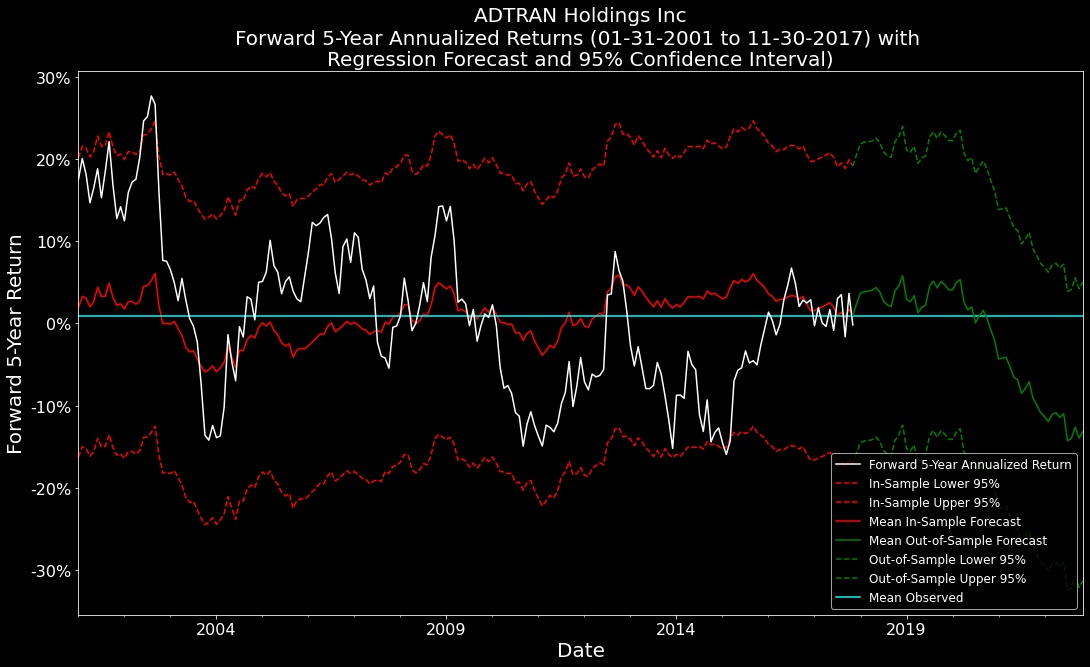 ADTRAN Holdings Inc
Forward 5-Year Annualized Returns (01-31-2001 to 11-30-2017) with
Regression Forecast and 95% Confidence Interval)
Forward 5-Year Return
30%
20%
10%
0%
-10%
-20%
-30%
Forward 5-Year Annualized Return
In-Sample Lower 95%
In-Sample Upper 95%
Mean In-Sample Forecast
Mean Out-of-Sample Forecast
Out-of-Sample Lower 95%
Out-of-Sample Upper 95%
Mean Observed
2004
2009
2014
2019
Date